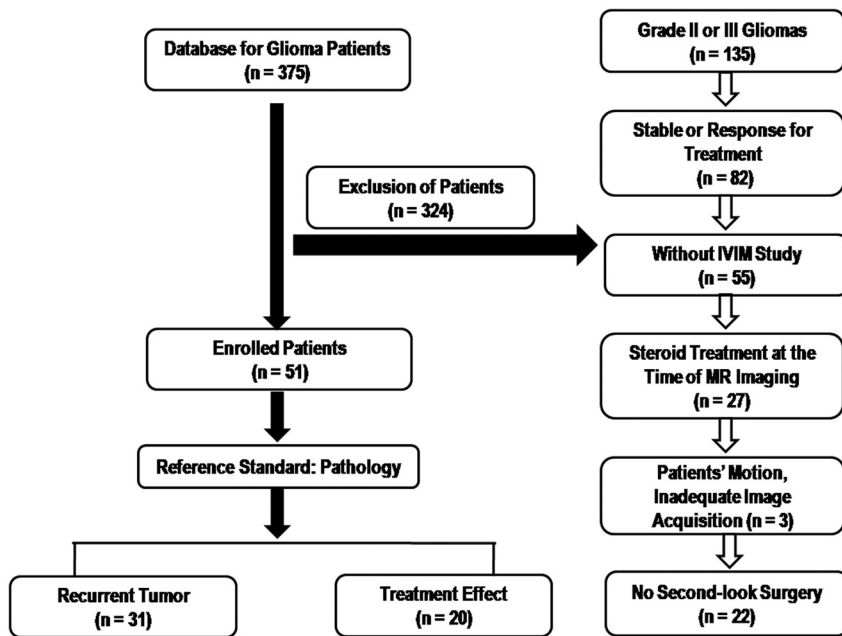 Database for Glioma Patients
(n = 375)
Exclusion of Patients
(n = 324)
Enrolled Patients
(n = 51)
Reference Standard: Pathology
Recurrent Tumor
(n = 31)
Treatment Effect
(n = 20)
Grade II or III Gliomas
(n = 135)
Stable or Response for
Treatment
(n = 82)
Without IVIM Study
(n = 55)
Steroid Treatment at the
Time of MR Imaging
(n = 27)
Patients' Motion,
Inadequate Image
Acquisition (n = 3)
No Second-look Surgery
(n = 22)